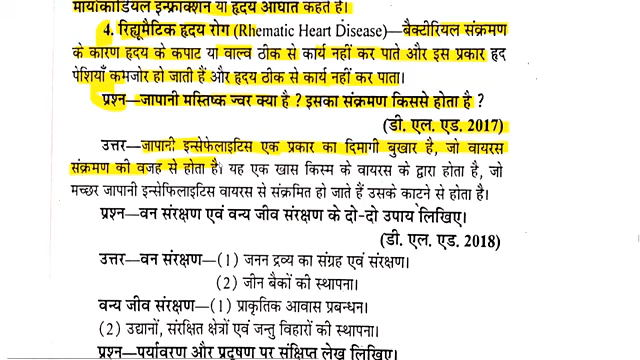 मायोकार्डियल इन्फ्राक्शन या हृदय आघात कहते हैं।
4. रिह्यूमैटिक हृदय रोग (Rhematic Heart Disease)–बैक्टीरियल संक्रमण
के कारण हृदय के कपाट या वाल्व ठीक से कार्य नहीं कर पाते और इस प्रकार हृद
पेशियाँ कमजोर हो जाती हैं और हृदय ठीक से कार्य नहीं कर पाता।
प्रश्न–जापानी मस्तिष्क ज्वर क्या है ? इसका संक्रमण किससे होता है ?
(डी. एल. एड. 2017)
उत्तर–जापानी इन्सेफेलाइटिस एक प्रकार का दिमागी बुखार है, जो वायरस
संक्रमण की वजह से होता है। यह एक खास किस्म के वायरस के द्वारा होता है, जो
मच्छर जापानी इन्सेफिलाइटिस वायरस से संक्रमित हो जाते हैं उसके काटने से होता है।
प्रश्न–वन संरक्षण एवं वन्य जीव संरक्षण के दो-दो उपाय लिखिए।
(डी. एल. एड. 2018)
उत्तर–वन संरक्षण–(1) जनन द्रव्य का संग्रह एवं संरक्षण।
(2) जीन बैकों की स्थापना।
वन्य जीव संरक्षण–(1) प्राकृतिक आवास प्रबन्धन।
(2) उद्यानों, संरक्षित क्षेत्रों एवं जन्तु विहारों की स्थापना।
प्रश्न–पर्यावरण और प्रदूषण पर संक्षिप्त लेख लिखिए।